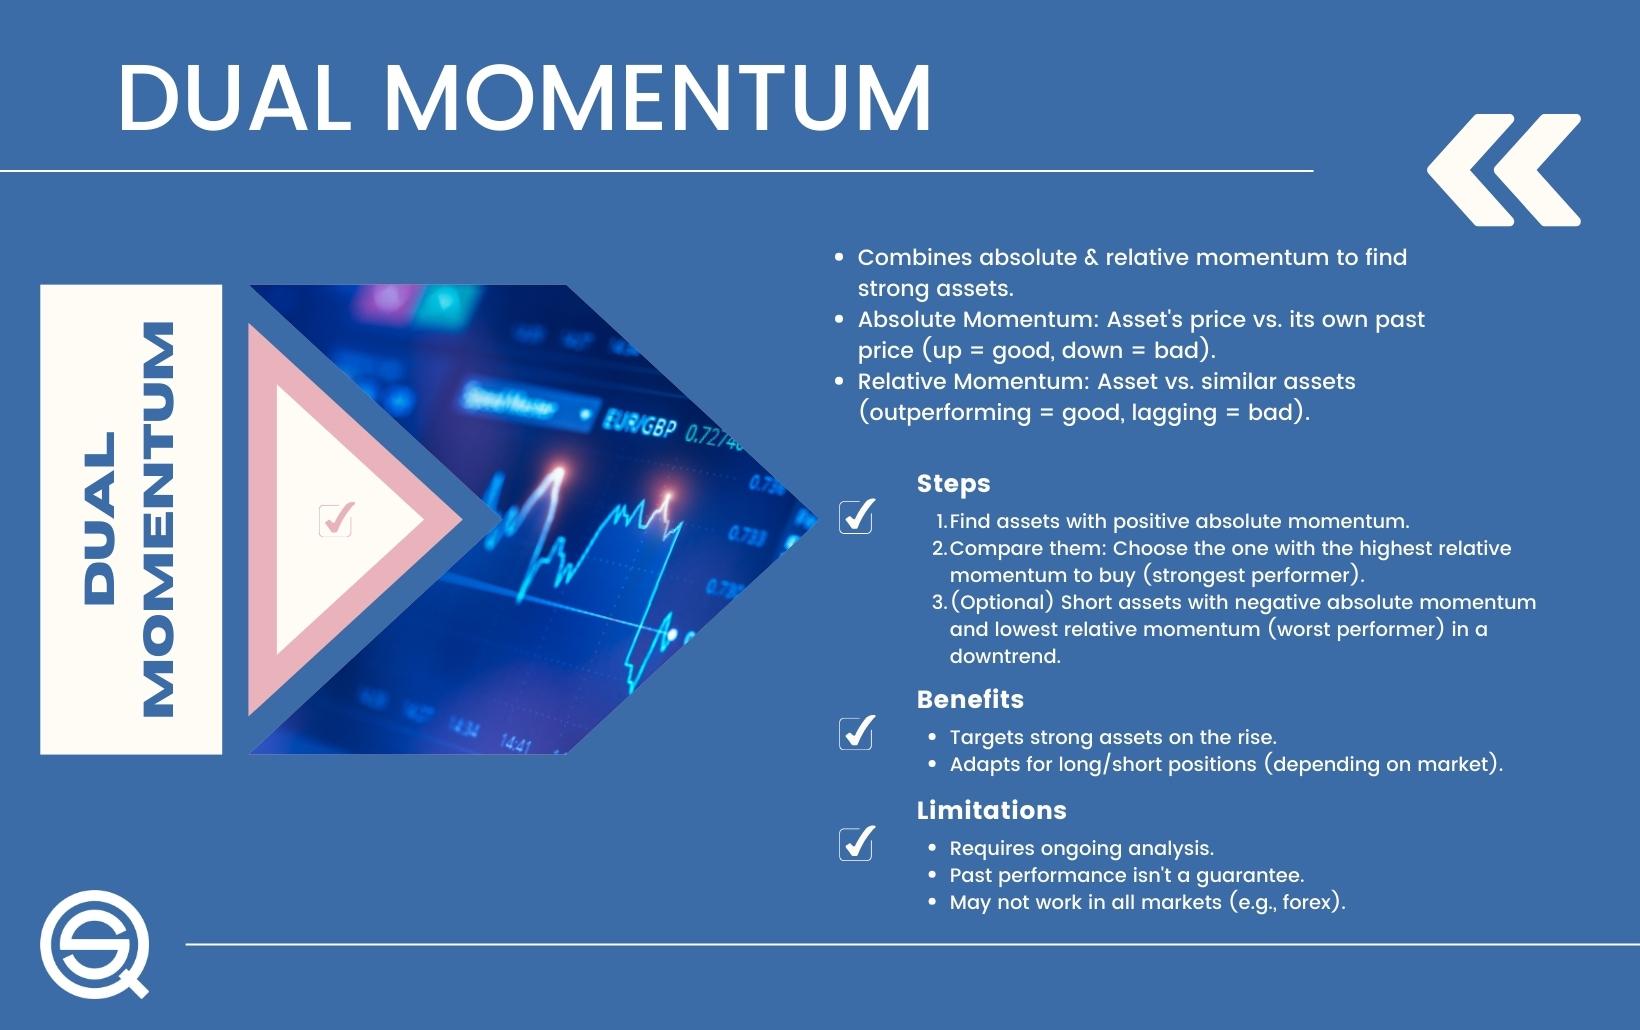 DUAL MOMENTUM
DUAL
MOMENTUM
EUR/GBP
0.733
14:34
14:41
• Combines absolute & relative momentum to find
strong assets.
• Absolute Momentum: Asset's price vs. its own past
price (up = good, down = bad).
• Relative Momentum: Asset vs. similar assets
(outperforming = good, lagging = bad).
Steps
1. Find assets with positive absolute momentum.
2. Compare them: Choose the one with the highest relative
momentum to buy (strongest performer).
3. (Optional) Short assets with negative absolute momentum
and lowest relative momentum (worst performer) in a
downtrend.
Benefits
• Targets strong assets on the rise.
• Adapts for long/short positions (depending on market).
Limitations
• Requires ongoing analysis.
• Past performance isn't a guarantee.
• May not work in all markets (e.g., forex).